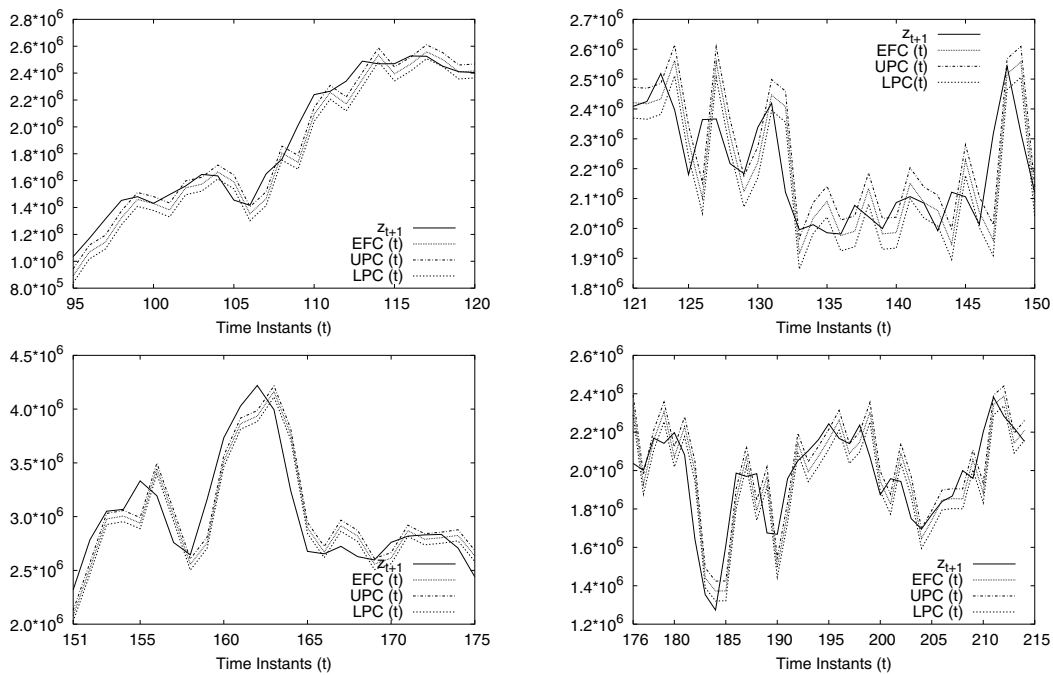 2.8*10^6
2.6*10^6
2.4*10^6
2.2*10^6
2.0*10^6
1.8*10^6
1.6*10^6
1.4*10^6
1.2*10^6
1.0*10^6
8.0*10^5
95 100 105 110 115 120
Time Instants (t)
z_{t+1}
EFC (t)
UPC (t)
LPC (t)
2.7*10^6
2.6*10^6
2.5*10^6
2.4*10^6
2.3*10^6
2.2*10^6
2.1*10^6
2.0*10^6
1.9*10^6
1.8*10^6
121 125 130 135 140 145 150
Time Instants (t)
z_{t+1}
EFC (t)
UPC (t)
LPC(t)
4.5*10^6
4.0*10^6
3.5*10^6
3.0*10^6
2.5*10^6
2.0*10^6
151 155 160 165 170 175
Time Instants (t)
z_{t+1}
EFC (t)
UPC (t)
LPC (t)
2.6*10^6
2.4*10^6
2.2*10^6
2.0*10^6
1.8*10^6
1.6*10^6
1.4*10^6
1.2*10^6
176 180 185 190 195 200 205 210 215
Time Instants (t)
z_{t+1}
EFC (t)
UPC (t)
LPC (t)